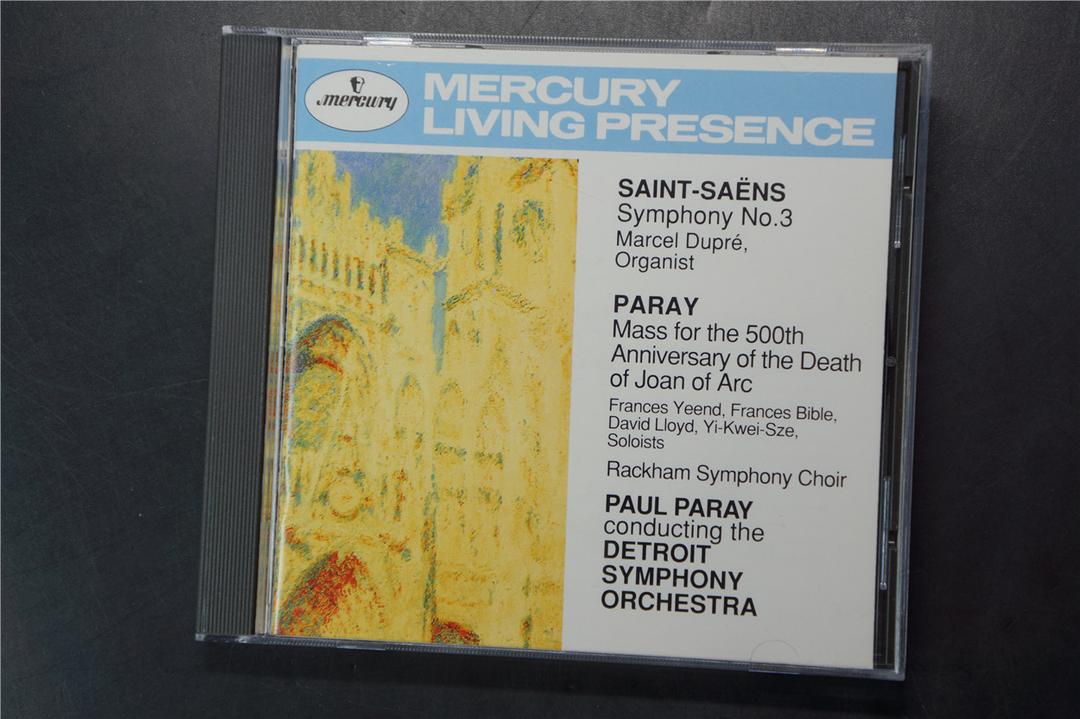 mercury
MERCURY
LIVING PRESENCE
SAINT-SAËNS
Symphony No.3
Marcel Dupré,
Organist
PARAY
Mass for the 500th
Anniversary of the Death
of Joan of Arc
Frances Yeend, Frances Bible,
David Lloyd, Yi-Kwei-Sze,
Soloists
Rackham Symphony Choir
PAUL PARAY
conducting the
DETROIT
SYMPHONY
ORCHESTRA